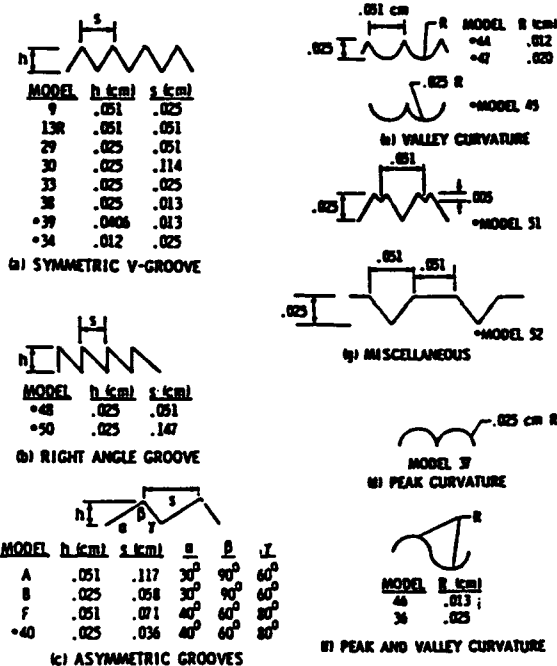 s
h
MODEL h (cm) s (cm)
9 .051 .025
13R .051 .051
29 .025 .051
30 .025 .114
33 .025 .025
38 .025 .013
*39 .0406 .013
*34 .012 .025
(a) SYMMETRIC V-GROOVE
s
h
MODEL h (cm) s (cm)
*48 .025 .051
*50 .025 .147
(b) RIGHT ANGLE GROOVE
s
h
α β γ
MODEL h (cm) s (cm) α β γ
A .051 .117 30° 90° 60°
B .025 .058 30° 90° 60°
F .051 .071 40° 60° 80°
*40 .025 .036 40° 60° 80°
(c) ASYMMETRIC GROOVES
.051 cm
R
.025
MODEL R (cm)
*44 .012
*47 .020
.025 R
*MODEL 45
(e) VALLEY CURVATURE
.051
.025
.005
*MODEL 51
.051
.051
.025
*MODEL 52
(g) MISCELLANEOUS
.025 cm R
MODEL 37
(d) PEAK CURVATURE
R
MODEL R (cm)
46 .013
36 .025
(f) PEAK AND VALLEY CURVATURE